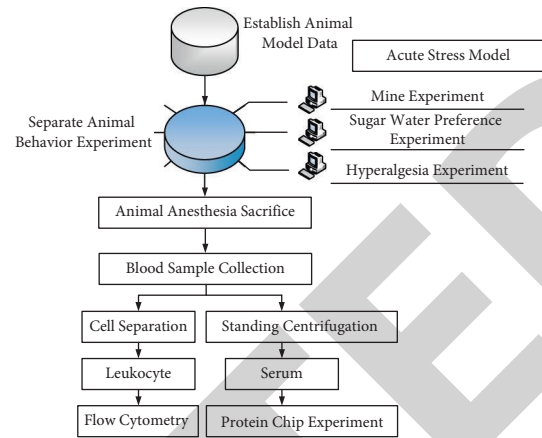 Establish Animal
Model Data
Acute Stress Model
Mine Experiment
Separate Animal
Behavior Experiment
Sugar Water Preference
Experiment
Hyperalgesia Experiment
Animal Anesthesia Sacrifice
Blood Sample Collection
Cell Separation
Standing Centrifugation
Leukocyte
Serum
Flow Cytometry
Protein Chip Experiment